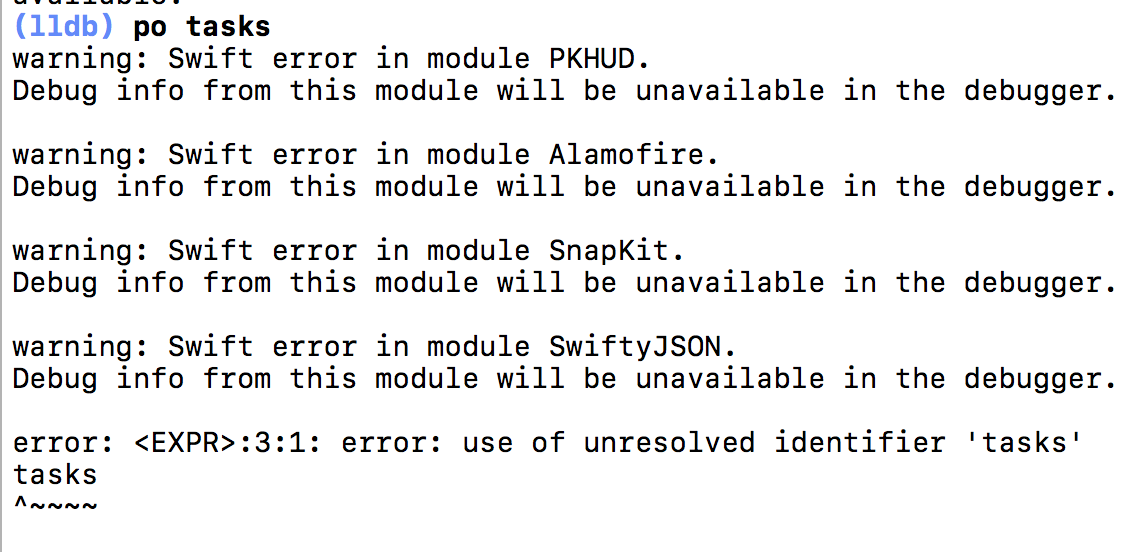 (lldb) po tasks
warning: Swift error in module PKHUD.
Debug info from this module will be unavailable in the debugger.
warning: Swift error in module Alamofire.
Debug info from this module will be unavailable in the debugger.
warning: Swift error in module SnapKit.
Debug info from this module will be unavailable in the debugger.
warning: Swift error in module SwiftyJSON.
Debug info from this module will be unavailable in the debugger.
error: <EXPR>:3:1: error: use of unresolved identifier 'tasks'
tasks
^~~~~